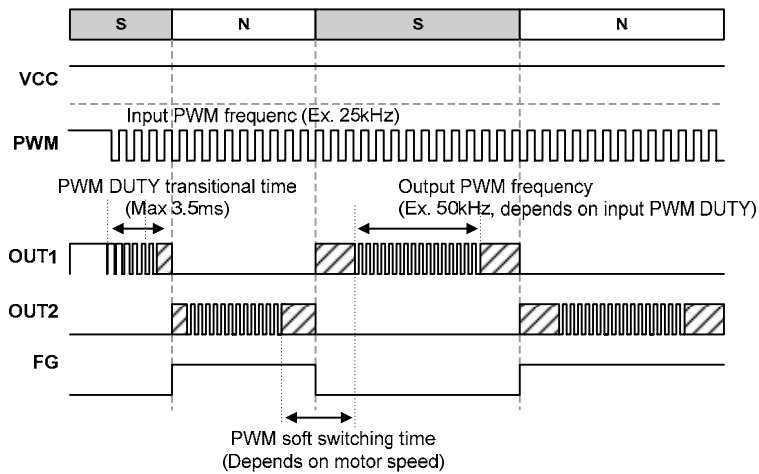 S N S N
VCC
Input PWM frequenc (Ex. 25kHz)
PWM
PWM DUTY transitional time
(Max 3.5ms)
Output PWM frequency
(Ex. 50kHz, depends on input PWM DUTY)
OUT1
OUT2
FG
PWM soft switching time
(Depends on motor speed)